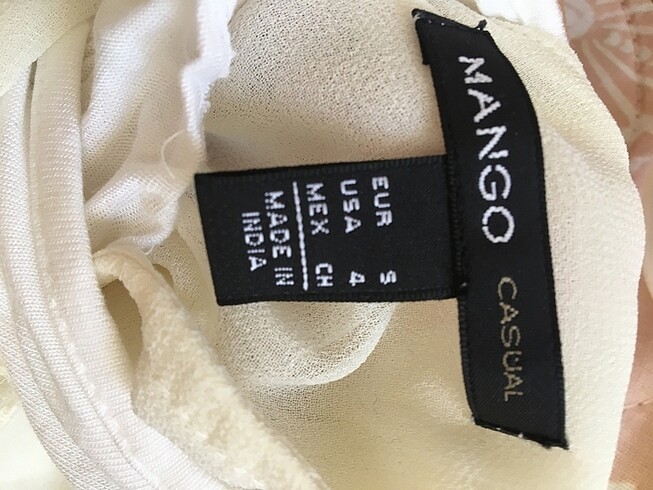 MANGO CASUAL
EUR S
USA 4
MEX CH
MADE IN
INDIA